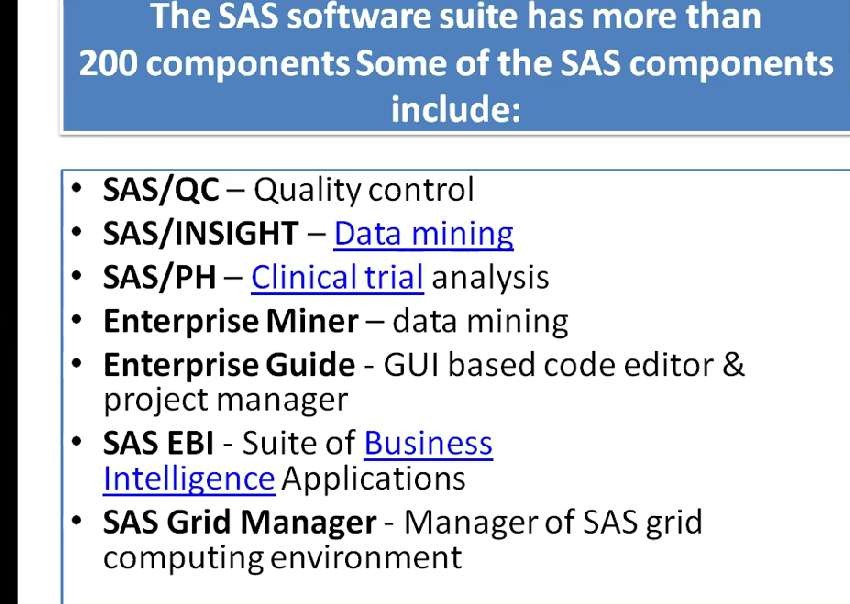 The SAS software suite has more than
200 components Some of the SAS components
include:
• SAS/QC – Quality control
• SAS/INSIGHT – Data mining
• SAS/PH – Clinical trial analysis
• Enterprise Miner – data mining
• Enterprise Guide - GUI based code editor &
project manager
• SAS EBI - Suite of Business
Intelligence Applications
• SAS Grid Manager - Manager of SAS grid
computing environment